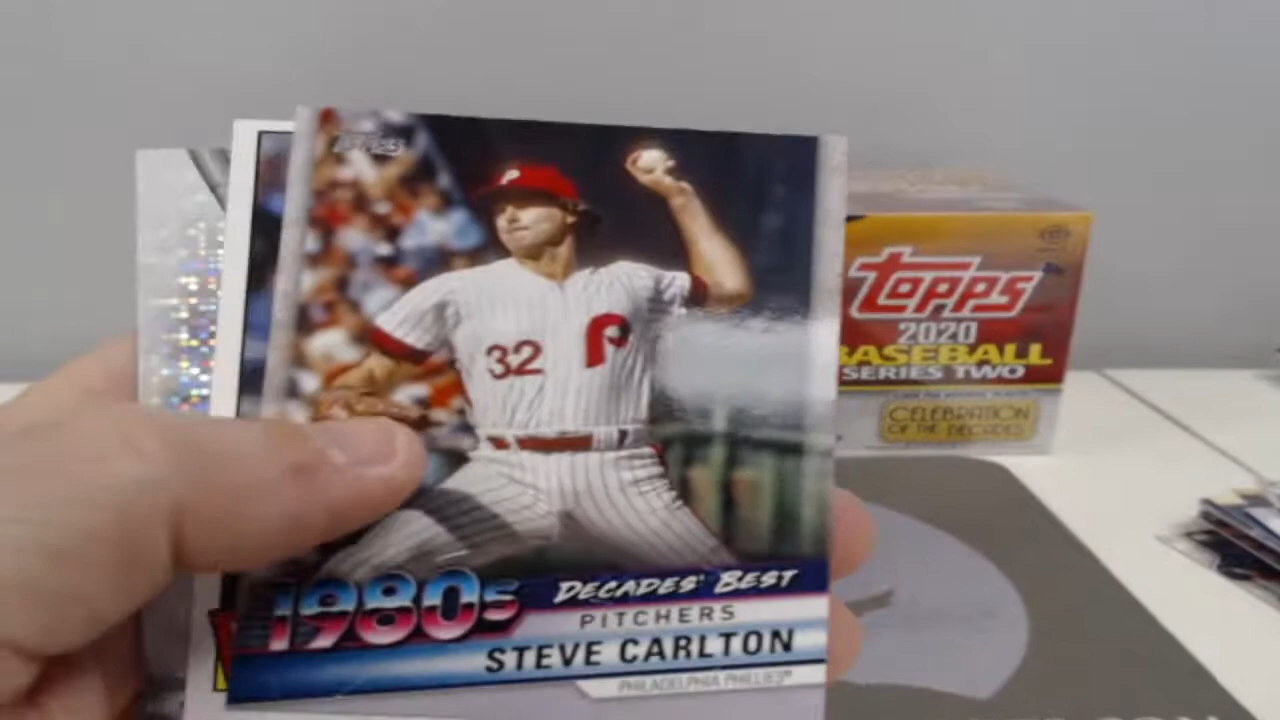 Topps
P
32
P
1980s
DECADES' BEST
PITCHERS
STEVE CARLTON
PHILADELPHIA PHILLIES
TOPPS
2020
BASEBALL
SERIES TWO
CELEBRATION
OF THE DECADES